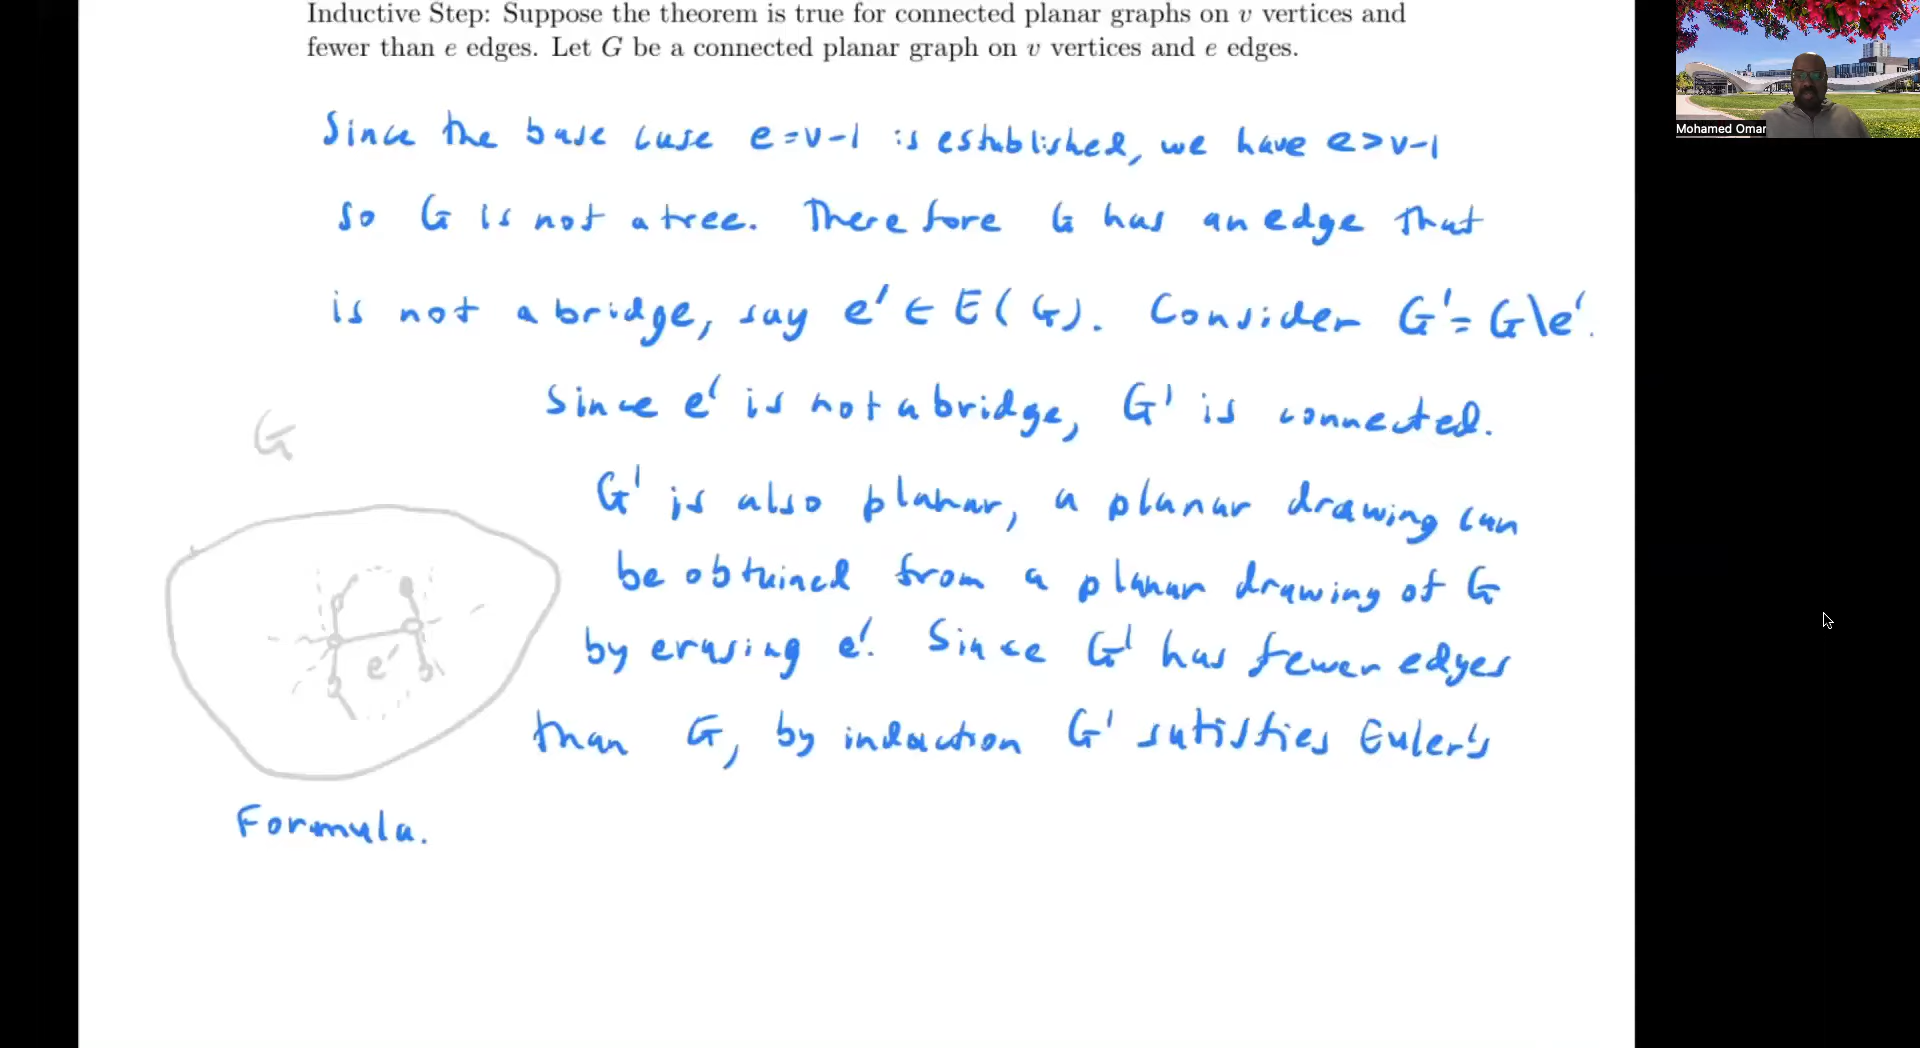 Inductive Step: Suppose the theorem is true for connected planar graphs on v vertices and
fewer than e edges. Let G be a connected planar graph on v vertices and e edges.
Since the base case e=v-1 is established, we have e>v-1
so G is not a tree. Therefore G has an edge that
is not a bridge, say e' ∈ E(G). Consider G'=G\e'.
Since e' is not a bridge, G' is connected.
G
G' is also planar, a planar drawing can
be obtained from a planar drawing of G
by erasing e'. Since G' has fewer edges
e'
than G, by induction G' satisfies Euler's
Formula.
Mohamed Omar